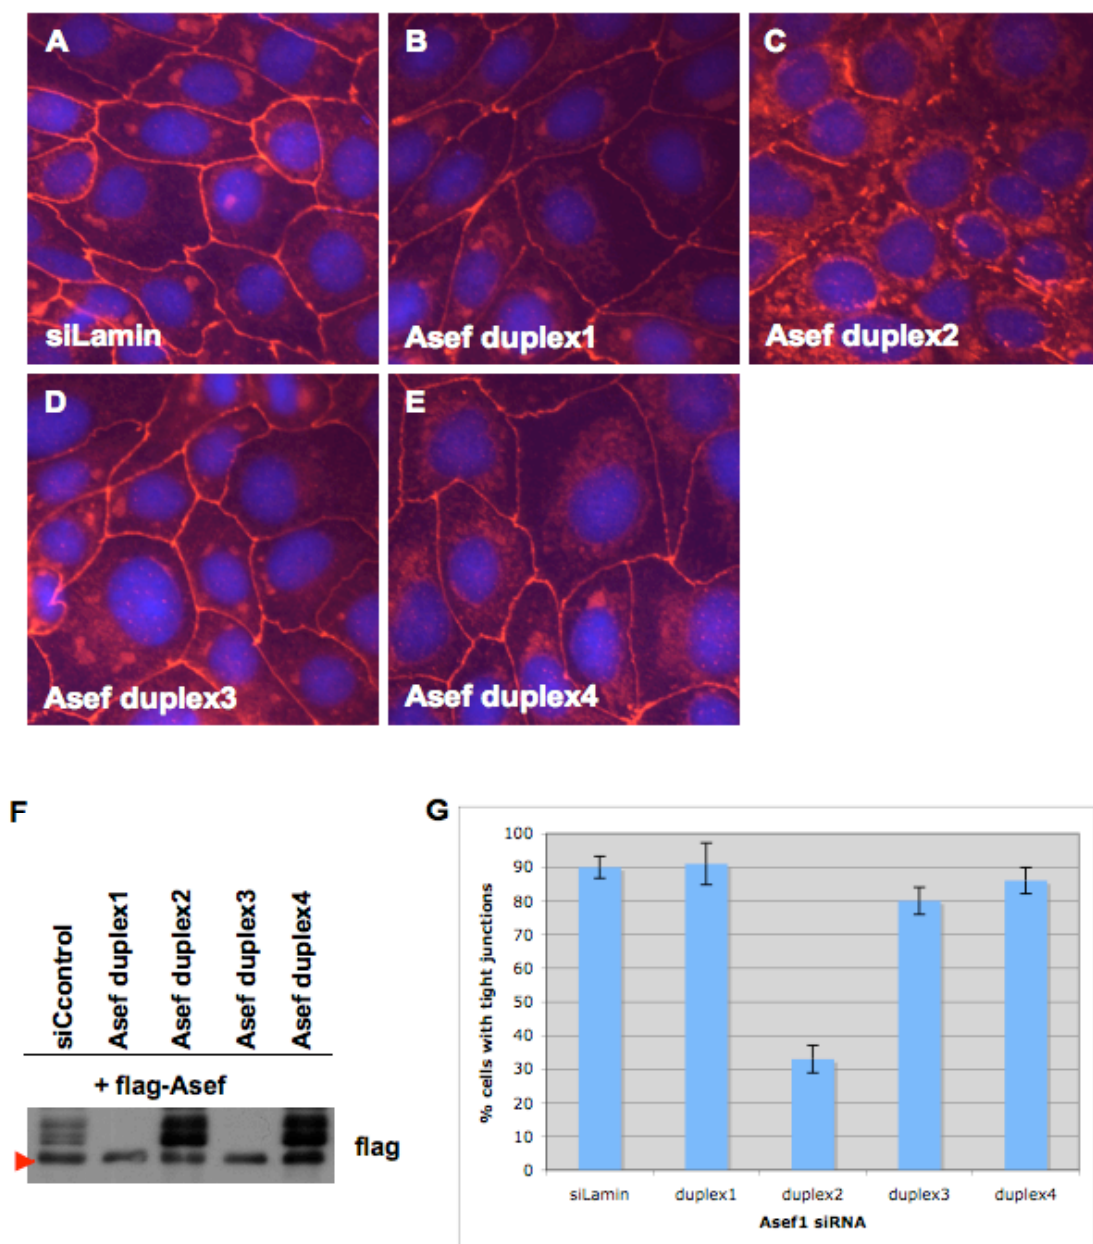 A
siLamin
B
Asef duplex1
C
Asef duplex2
D
Asef duplex3
E
Asef duplex4
F
siCcontrol
Asef duplex1
Asef duplex2
Asef duplex3
Asef duplex4
+ flag-Asef
flag
G
% cells with tight junctions
100
90
80
70
60
50
40
30
20
10
0
siLamin duplex1 duplex2 duplex3 duplex4
Asef1 siRNA